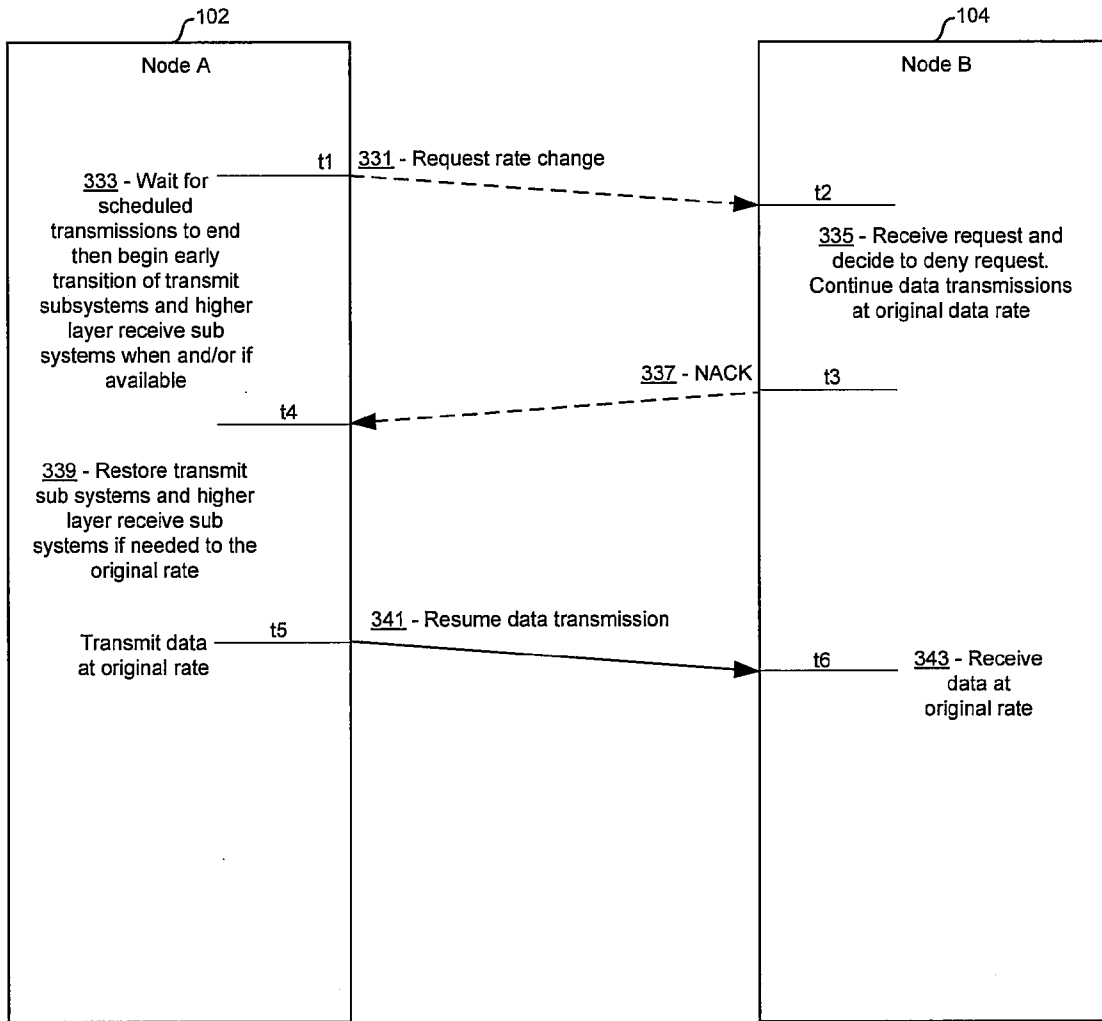 102
104
Node A
Node B
t1
331 - Request rate change
t2
333 - Wait for
scheduled
transmissions to end
then begin early
transition of transmit
subsystems and higher
layer receive sub
systems when and/or if
available
335 - Receive request and
decide to deny request.
Continue data transmissions
at original data rate
337 - NACK
t3
t4
339 - Restore transmit
sub systems and higher
layer receive sub
systems if needed to the
original rate
341 - Resume data transmission
Transmit data
at original rate
t5
t6
343 - Receive
data at
original rate